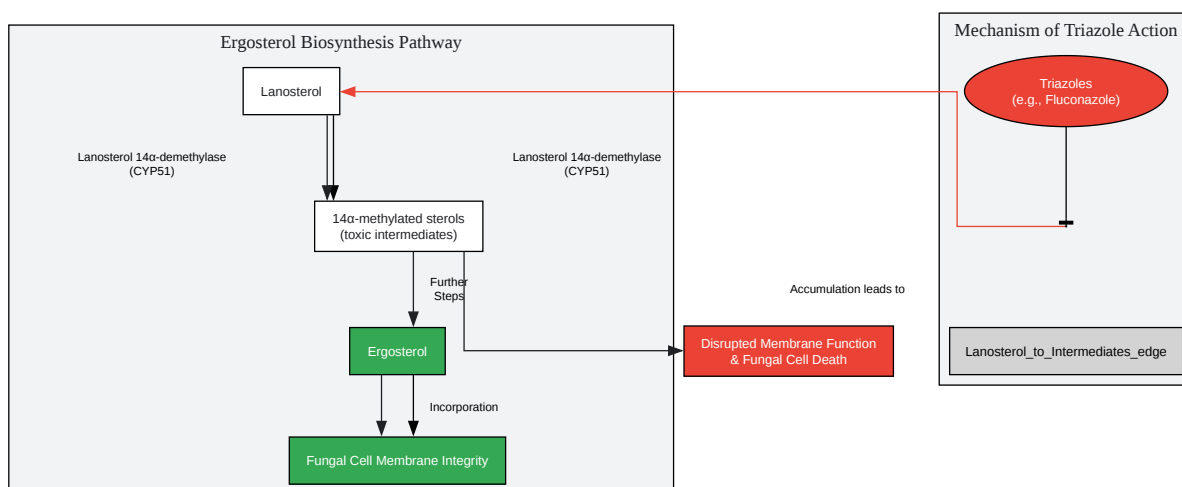 Ergosterol Biosynthesis Pathway
Mechanism of Triazole Action
Lanosterol
Triazoles
(e.g., Fluconazole)
Lanosterol 14α-demethylase
(CYP51)
Lanosterol 14α-demethylase
(CYP51)
14α-methylated sterols
(toxic intermediates)
Further
Steps
Accumulation leads to
Ergosterol
Disrupted Membrane Function
& Fungal Cell Death
Lanosterol_to_Intermediates_edge
Incorporation
Fungal Cell Membrane Integrity